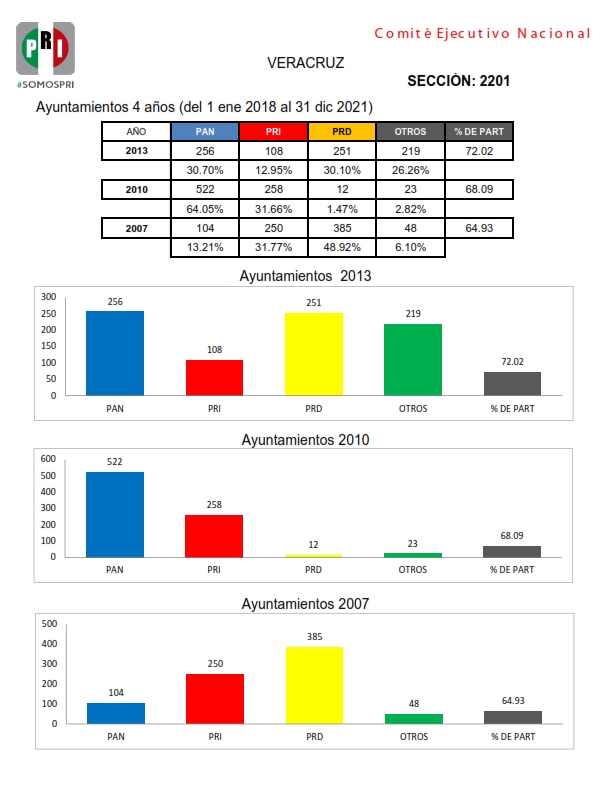 Comité Ejecutivo Nacional
PRI
#SOMOSPRI
VERACRUZ
SECCIÓN: 2201
Ayuntamientos 4 años (del 1 ene 2018 al 31 dic 2021)
AÑO PAN PRI PRD OTROS % DE PART
2013 256 108 251 219 72.02
30.70% 12.95% 30.10% 26.26%
2010 522 258 12 23 68.09
64.05% 31.66% 1.47% 2.82%
2007 104 250 385 48 64.93
13.21% 31.77% 48.92% 6.10%
Ayuntamientos 2013
300
250
200
150
100
50
0
256
108
251
219
72.02
PAN PRI PRD OTROS % DE PART
Ayuntamientos 2010
600
500
400
300
200
100
0
522
258
12
23
68.09
PAN PRI PRD OTROS % DE PART
Ayuntamientos 2007
500
400
300
200
100
0
104
250
385
48
64.93
PAN PRI PRD OTROS % DE PART